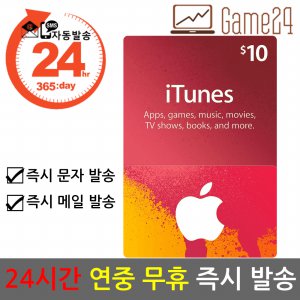 SMS
자동발송
Game24
24hr
365:day
$10
iTunes
Apps, games, music, movies,
TV shows, books, and more.
즉시 문자 발송
즉시 메일 발송
24시간 연중 무휴 즉시 발송